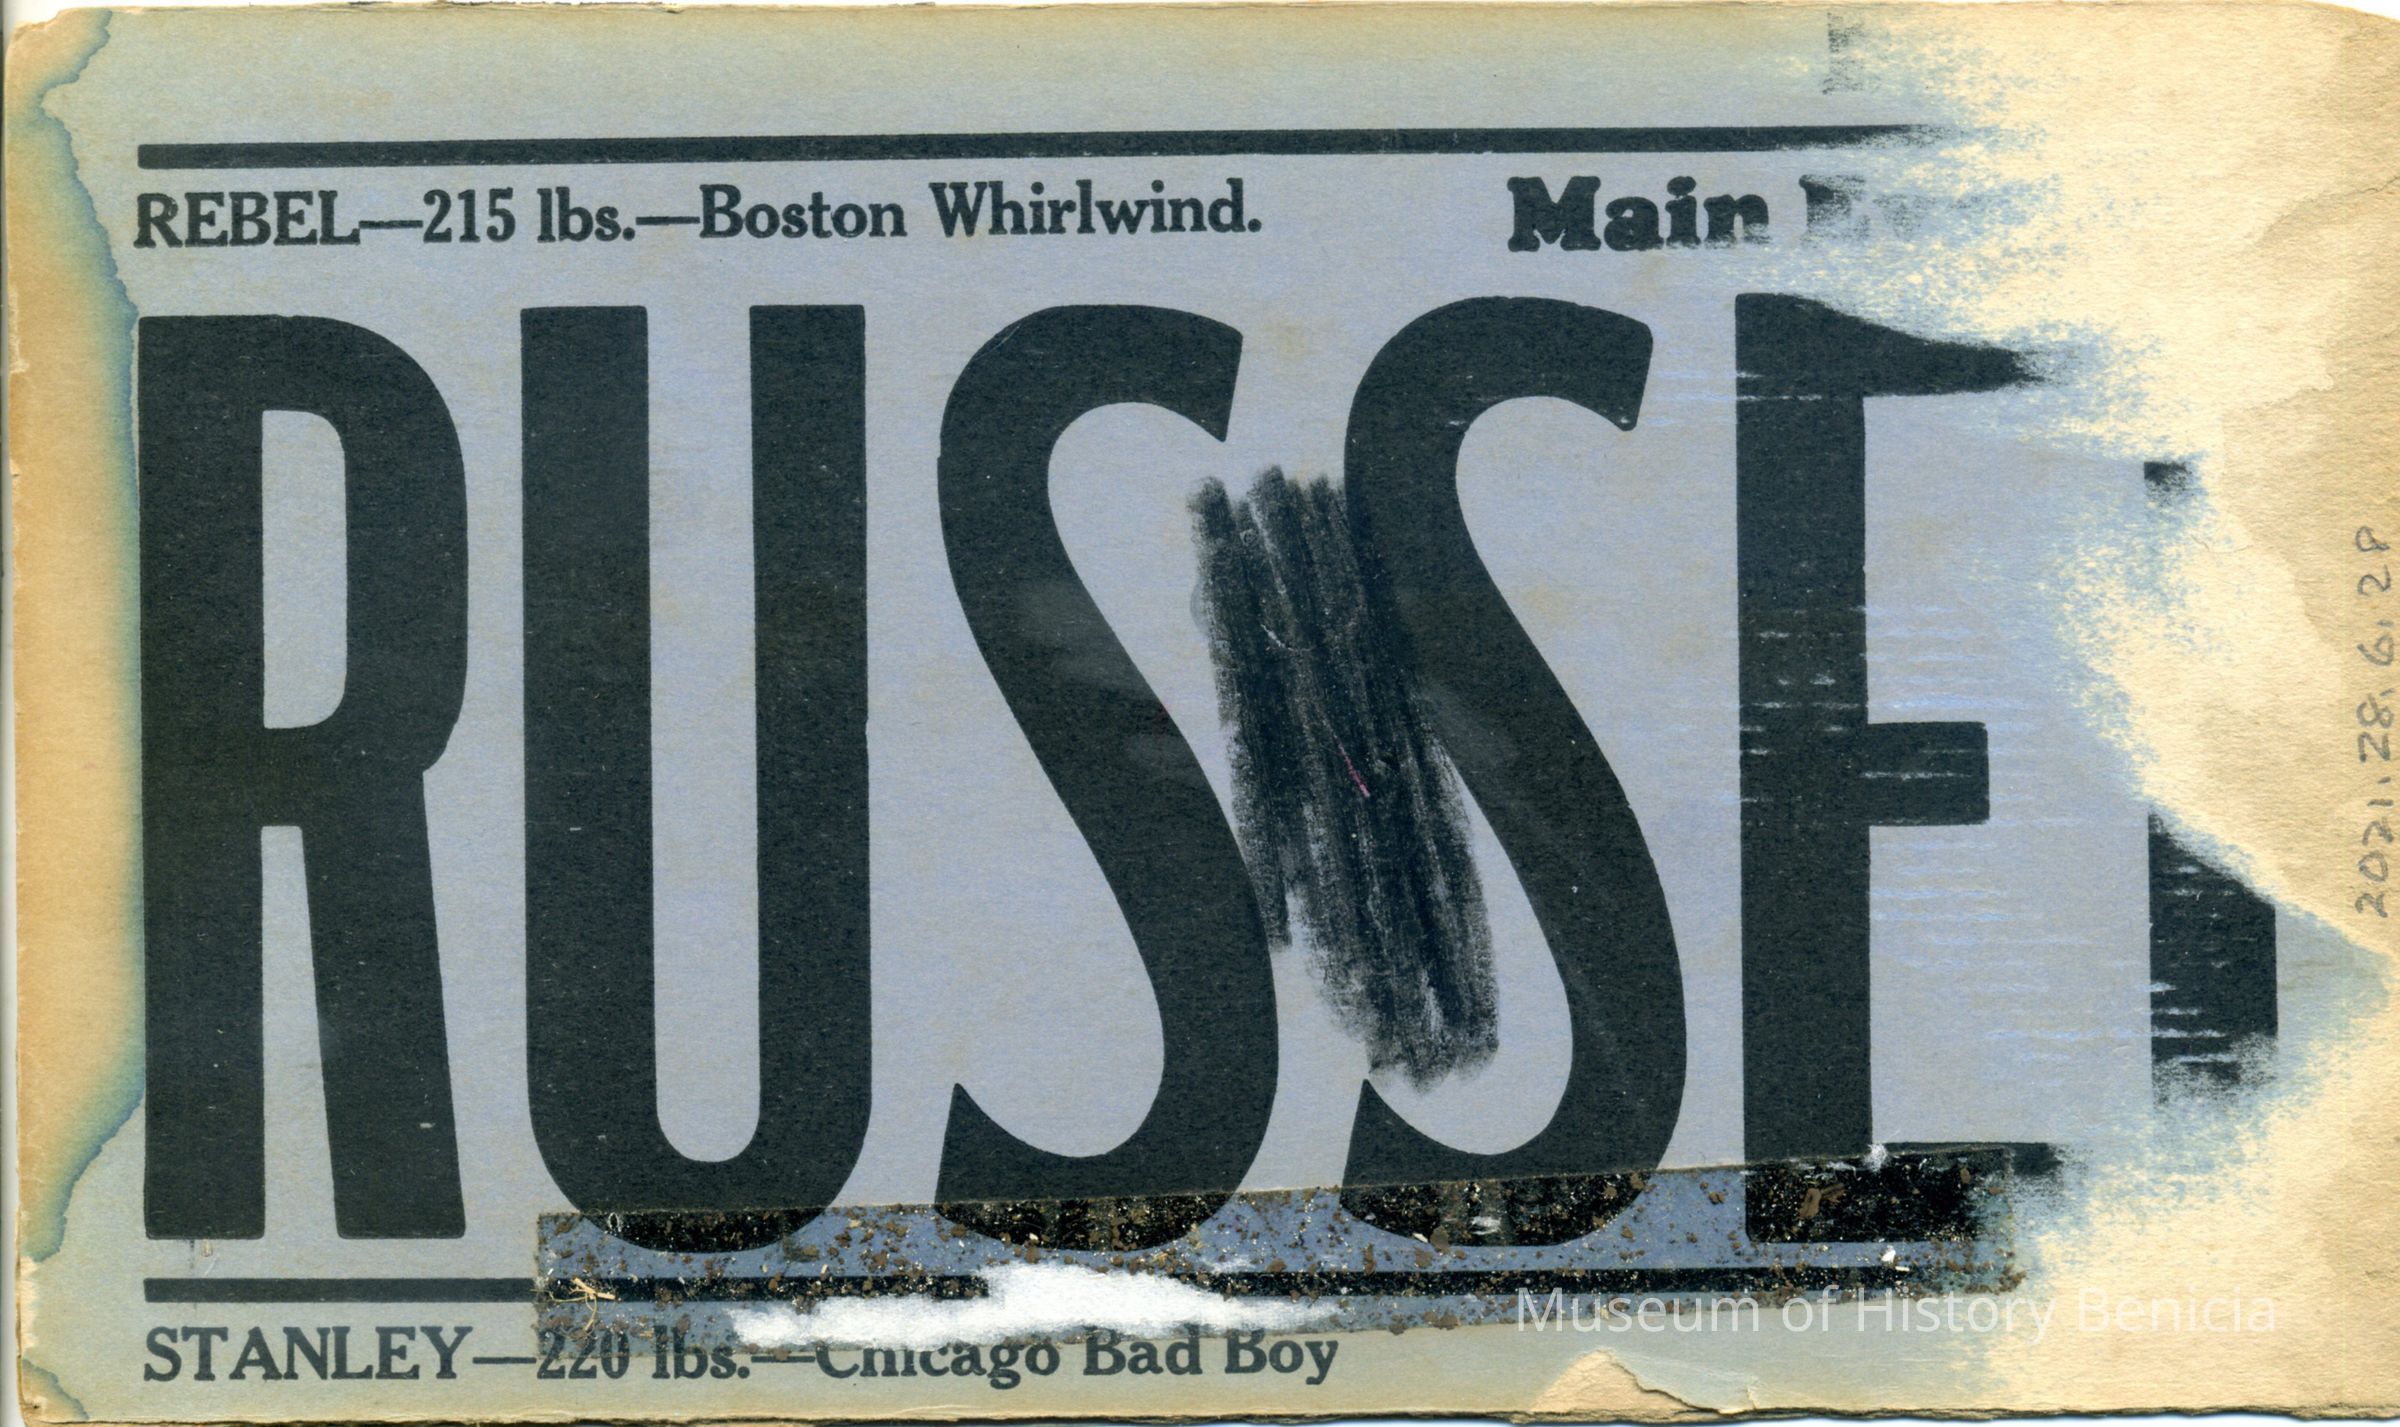 REBEL—215 lbs.—Boston Whirlwind. Main
RUSSE
STANLEY—220 lbs.—Chicago Bad Boy
2021.28.6.28
Museum of History Benicia